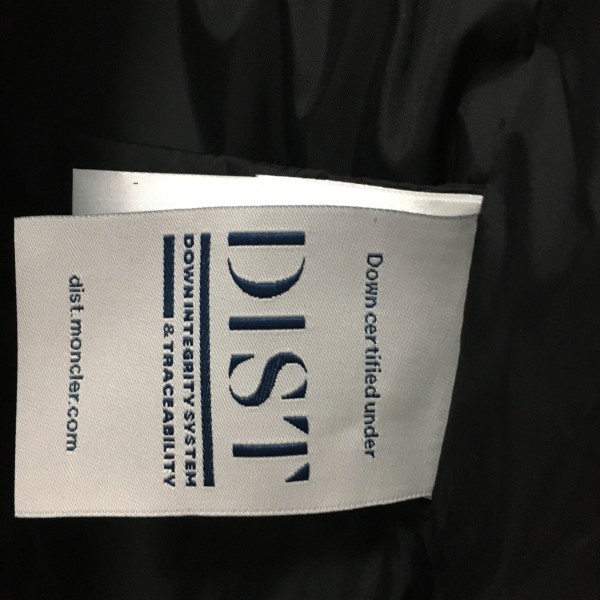 Down certified under
DIST
DOWN INTEGRITY SYSTEM
& TRACEABILITY
dist.moncler.com